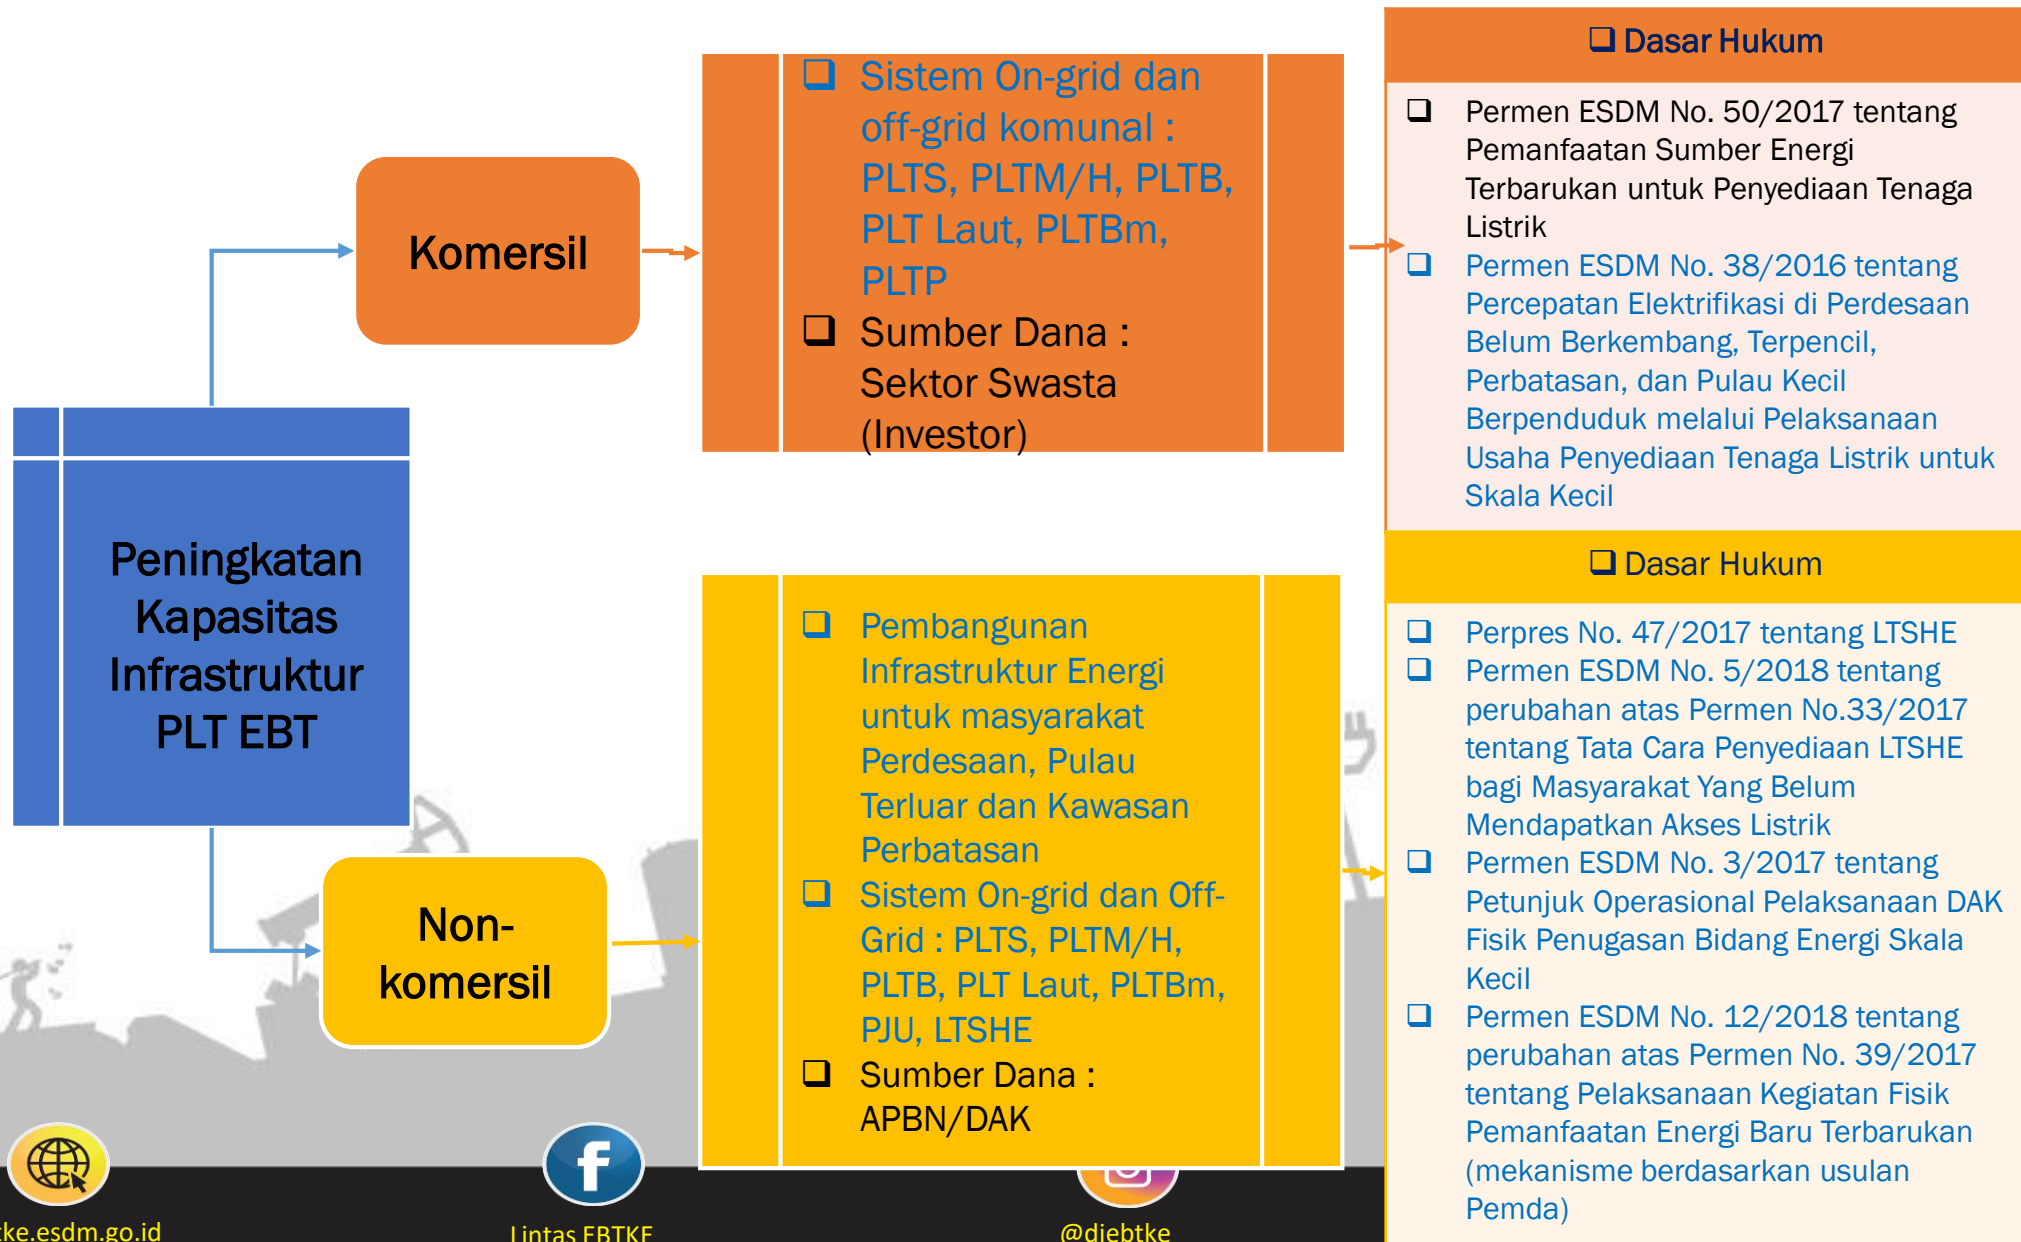 Peningkatan
Kapasitas
Infrastruktur
PLT EBT
Komersil
❑ Sistem On-grid dan
off-grid komunal :
PLTS, PLTM/H, PLTB,
PLT Laut, PLTBm,
PLTP
❑ Sumber Dana :
Sektor Swasta
(Investor)
❑ Dasar Hukum
❑ Permen ESDM No. 50/2017 tentang
Pemanfaatan Sumber Energi
Terbarukan untuk Penyediaan Tenaga
Listrik
❑ Permen ESDM No. 38/2016 tentang
Percepatan Elektrifikasi di Perdesaan
Belum Berkembang, Terpencil,
Perbatasan, dan Pulau Kecil
Berpenduduk melalui Pelaksanaan
Usaha Penyediaan Tenaga Listrik untuk
Skala Kecil
Non-
komersil
❑ Pembangunan
Infrastruktur Energi
untuk masyarakat
Perdesaan, Pulau
Terluar dan Kawasan
Perbatasan
❑ Sistem On-grid dan Off-
Grid : PLTS, PLTM/H,
PLTB, PLT Laut, PLTBm,
PJU, LTSHE
❑ Sumber Dana :
APBN/DAK
❑ Dasar Hukum
❑ Perpres No. 47/2017 tentang LTSHE
❑ Permen ESDM No. 5/2018 tentang
perubahan atas Permen No.33/2017
tentang Tata Cara Penyediaan LTSHE
bagi Masyarakat Yang Belum
Mendapatkan Akses Listrik
❑ Permen ESDM No. 3/2017 tentang
Petunjuk Operasional Pelaksanaan DAK
Fisik Penugasan Bidang Energi Skala
Kecil
❑ Permen ESDM No. 12/2018 tentang
perubahan atas Permen No. 39/2017
tentang Pelaksanaan Kegiatan Fisik
Pemanfaatan Energi Baru Terbarukan
(mekanisme berdasarkan usulan
Pemda)
ke.esdm.go.id
Lintas EBTKE
@djebtke